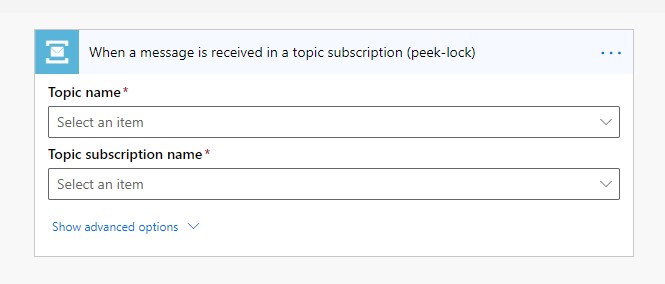 When a message is received in a topic subscription (peek-lock)
Topic name*
Select an item
Topic subscription name*
Select an item
Show advanced options